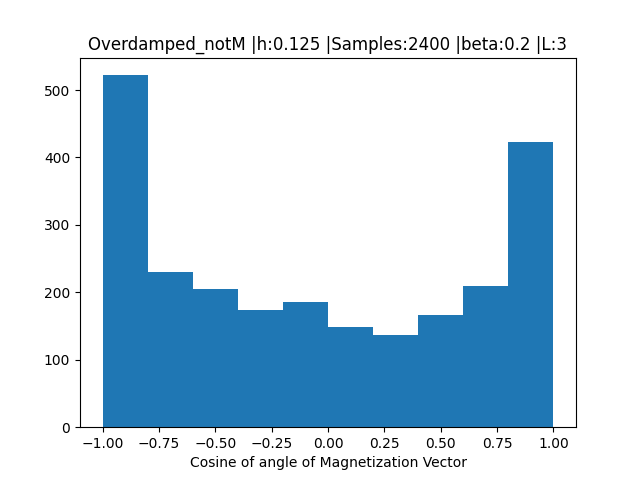 Overdamped_notM |h:0.125 |Samples:2400 |beta:0.2 |L:3
500
400
300
200
100
0
−1.00 −0.75 −0.50 −0.25 0.00 0.25 0.50 0.75 1.00
Cosine of angle of Magnetization Vector